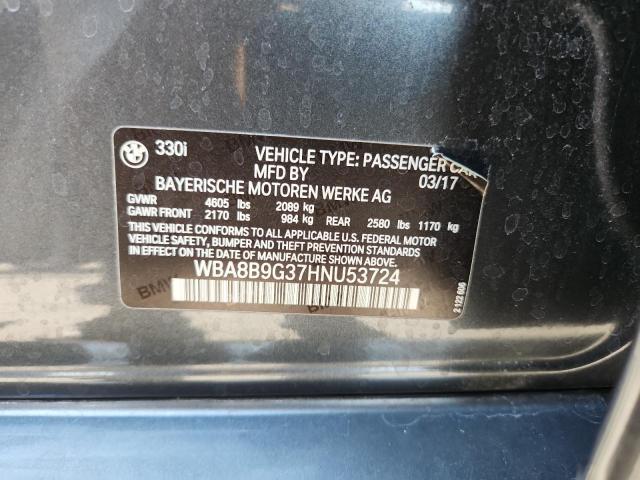 330i
VEHICLE TYPE: PASSENGER CAR
MFD BY 03/17
BAYERISCHE MOTOREN WERKE AG
GVWR 4605 lbs 2089 kg
GAWR FRONT 2170 lbs 984 kg REAR 2580 lbs 1170 kg
THIS VEHICLE CONFORMS TO ALL APPLICABLE U.S. FEDERAL MOTOR
VEHICLE SAFETY, BUMPER AND THEFT PREVENTION STANDARDS
IN EFFECT ON THE DATE OF MANUFACTURE SHOWN ABOVE.
WBA8B9G37HNU53724
2122606